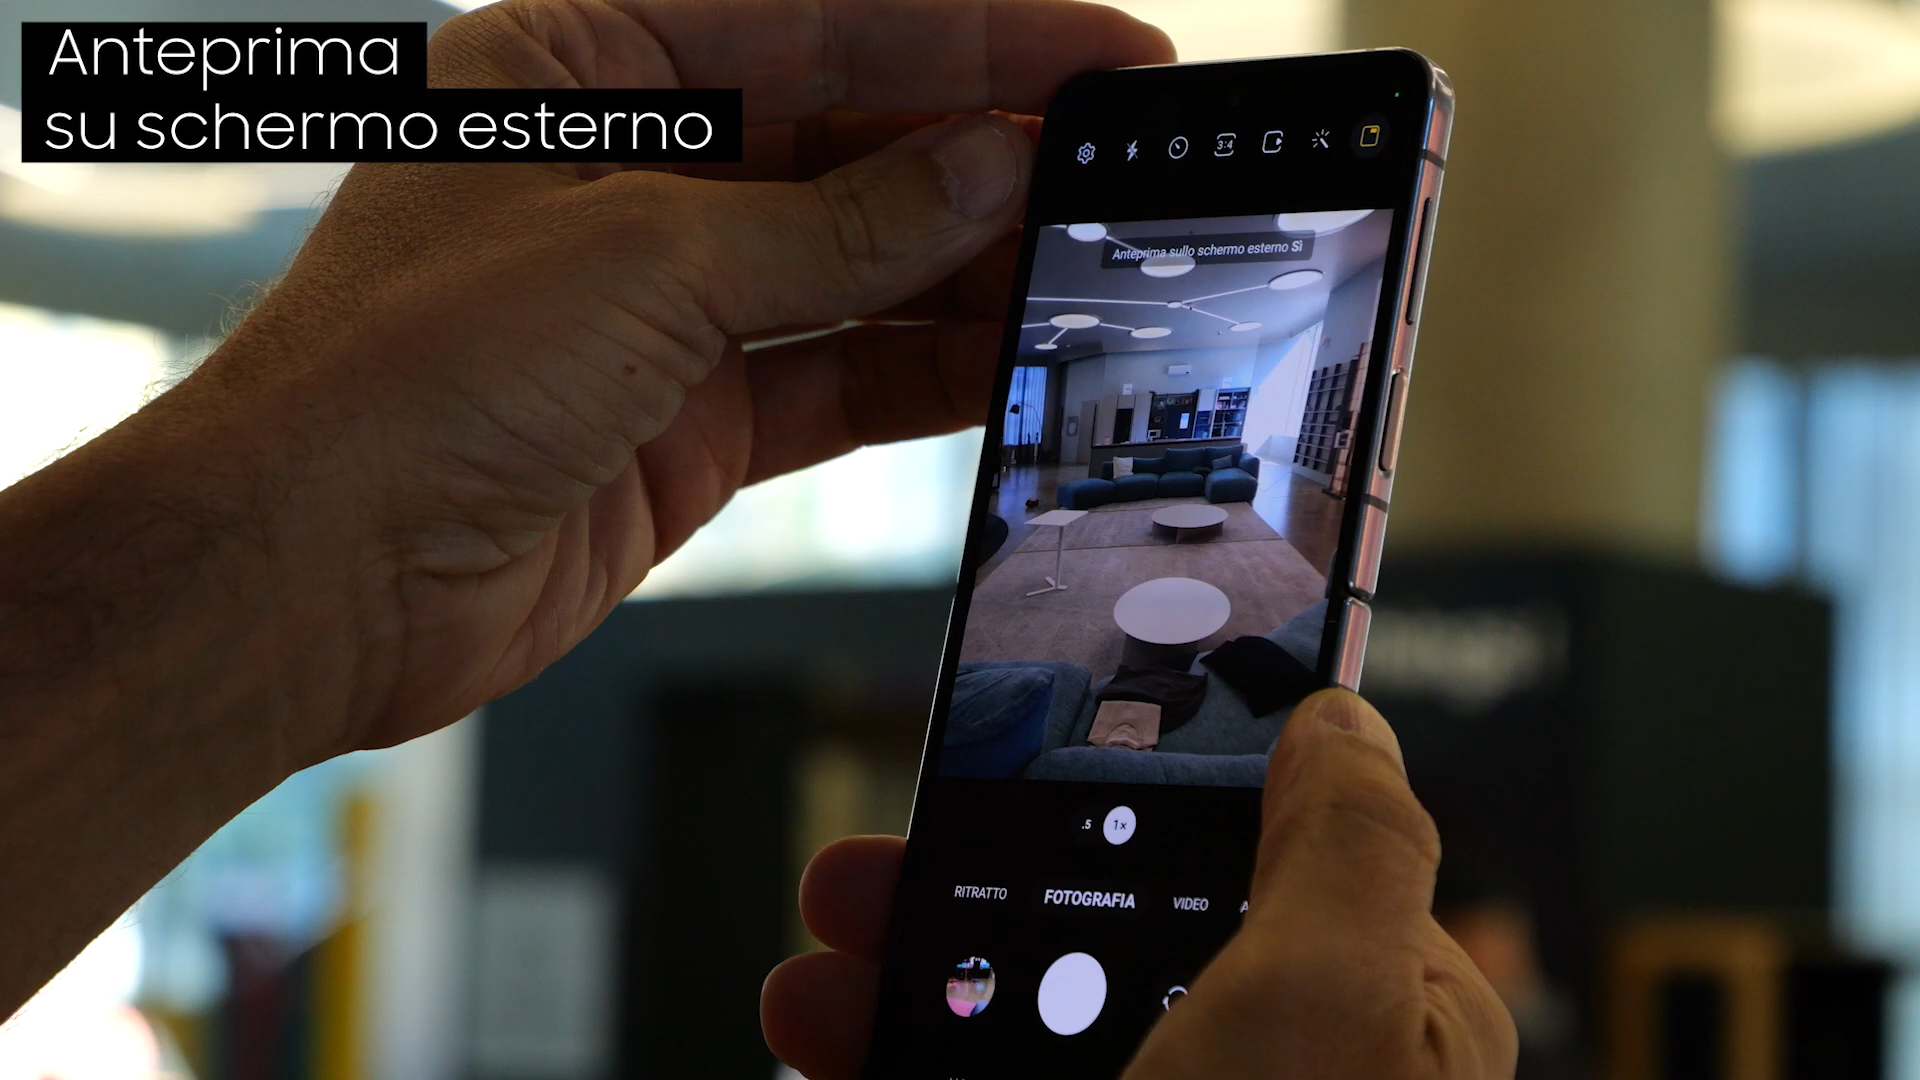 Anteprima
su schermo esterno
3:4
Anteprima sullo schermo esterno Sì
.5 1x
RITRATTO FOTOGRAFIA VIDEO